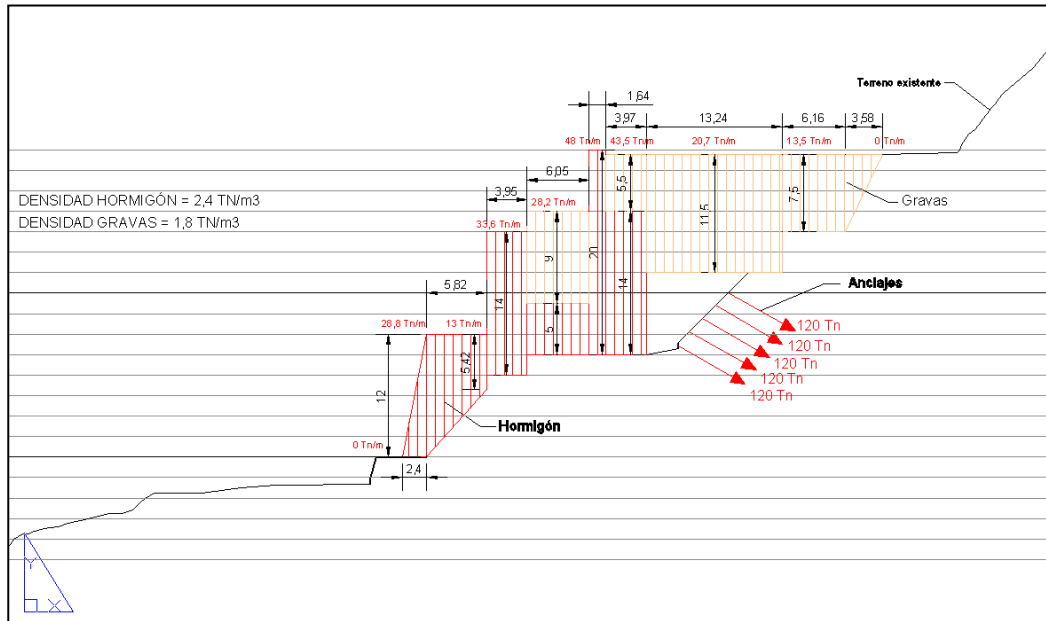 1,64
Terreno existente
3,97 13,24 6,16 3,58
48 Tn/m 43,5 Tn/m 20,7 Tn/m 13,5 Tn/m 0 Tn/m
6,05
5,5
7,5
Gravas
DENSIDAD HORMIGÓN = 2,4 TN/m3
3,95
28,2 Tn/m
11,5
DENSIDAD GRAVAS = 1,8 TN/m3
33,6 Tn/m
9
20
14
14
5,82
Anclajes
28,8 Tn/m 13 Tn/m
5
120 Tn
120 Tn
120 Tn
120 Tn
120 Tn
5,42
12
Hormigón
0 Tn/m
2,4
Y
X